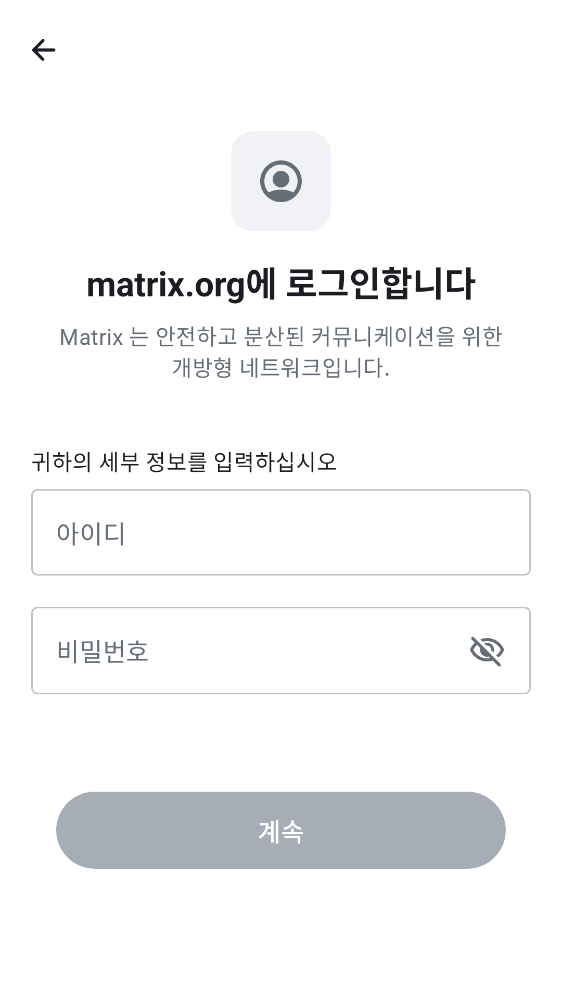 matrix.org에 로그인합니다
Matrix 는 안전하고 분산된 커뮤니케이션을 위한
개방형 네트워크입니다.
귀하의 세부 정보를 입력하십시오
아이디
비밀번호
계속